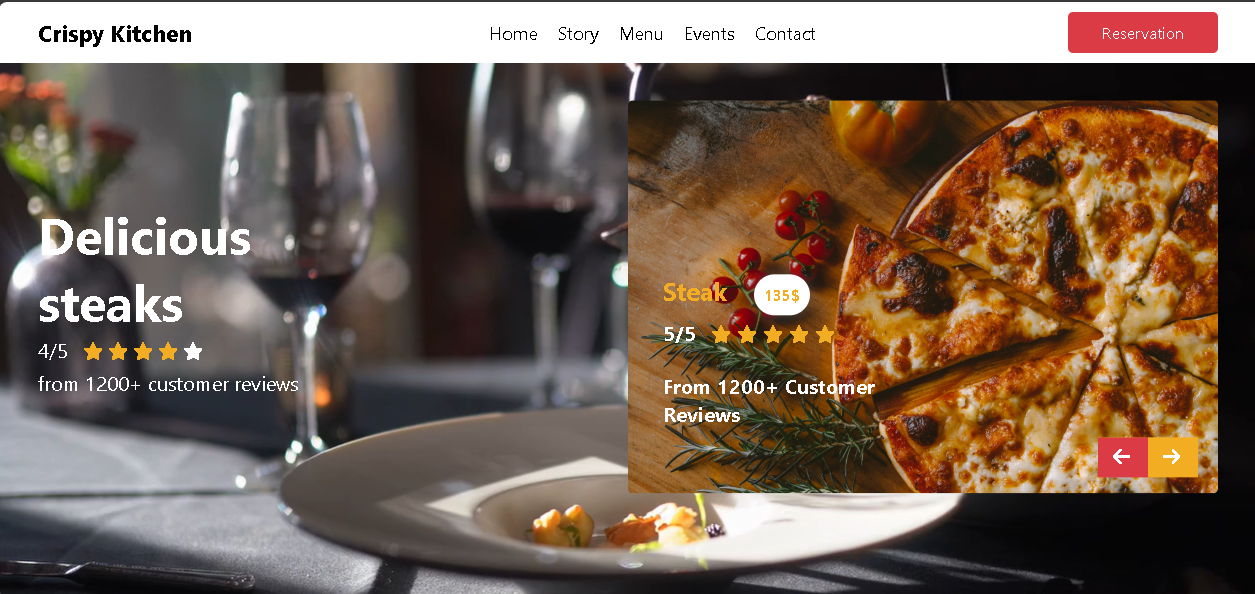 Crispy Kitchen
Home Story Menu Events Contact
Reservation
Delicious
steaks
4/5
from 1200+ customer reviews
Steak 135$
5/5
From 1200+ Customer
Reviews